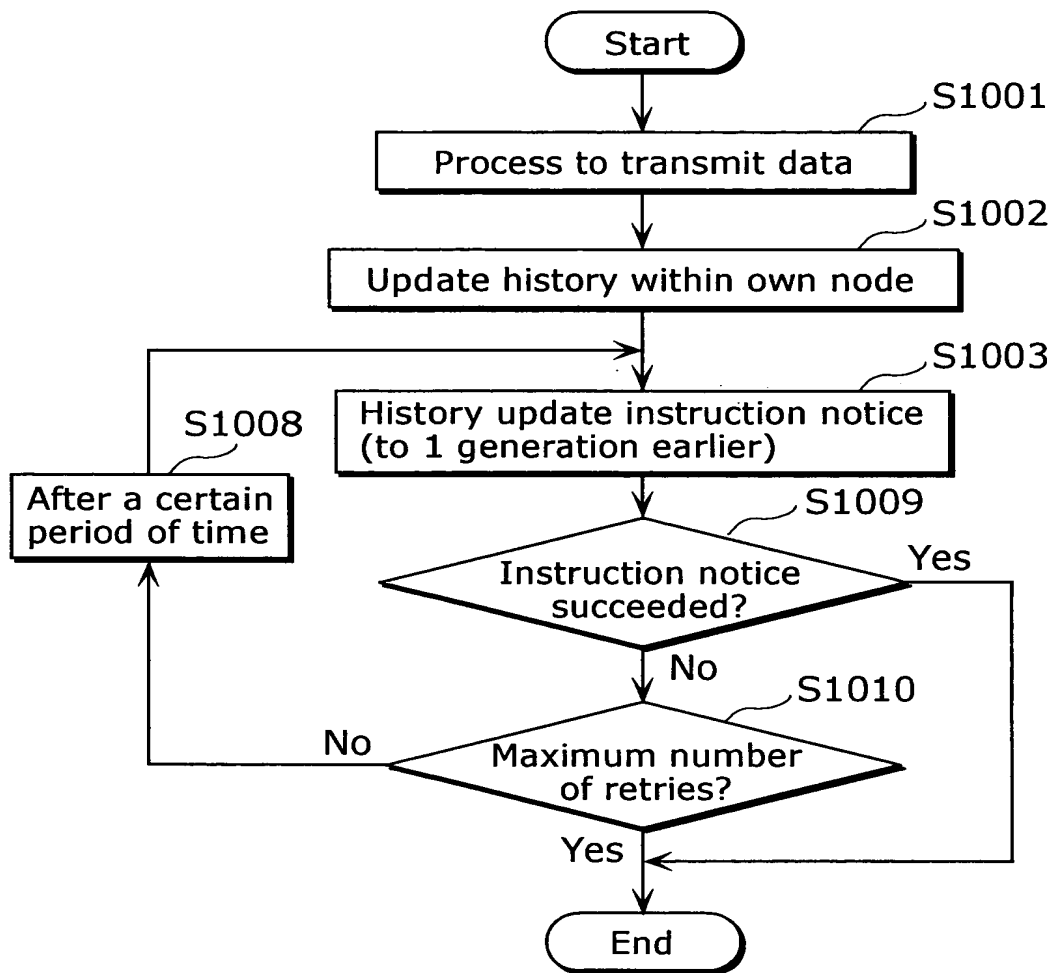 Start
S1001
Process to transmit data
S1002
Update history within own node
S1003
History update instruction notice
(to 1 generation earlier)
S1008
After a certain
period of time
S1009
Instruction notice
succeeded?
Yes
No
S1010
Maximum number
of retries?
No
Yes
End